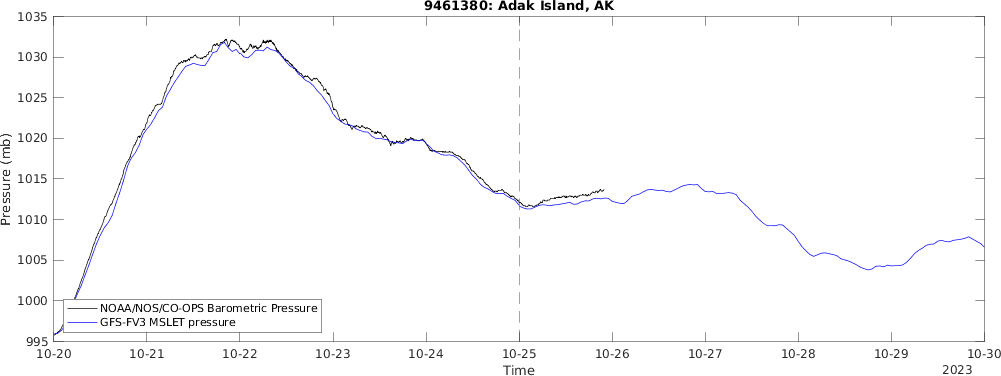 9461380: Adak Island, AK
1035
1030
1025
1020
1015
1010
1005
1000
995
Pressure (mb)
NOAA/NOS/CO-OPS Barometric Pressure
GFS-FV3 MSLET pressure
10-20 10-21 10-22 10-23 10-24 10-25 10-26 10-27 10-28 10-29 10-30
Time
2023